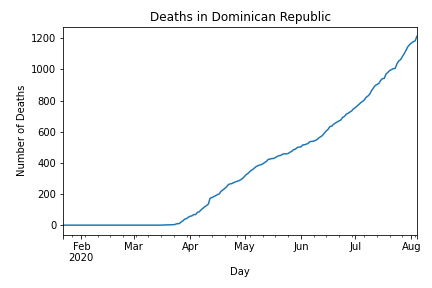 Deaths in Dominican Republic
1200
1000
800
600
400
200
0
Number of Deaths
Feb Mar Apr May Jun Jul Aug
2020
Day